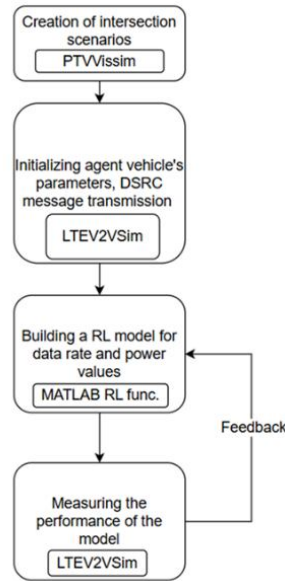 Creation of intersection
scenarios
PTVVissim
Initializing agent vehicle's
parameters, DSRC
message transmission
LTEV2VSim
Building a RL model for
data rate and power
values
MATLAB RL func.
Feedback
Measuring the
performance of the
model
LTEV2VSim